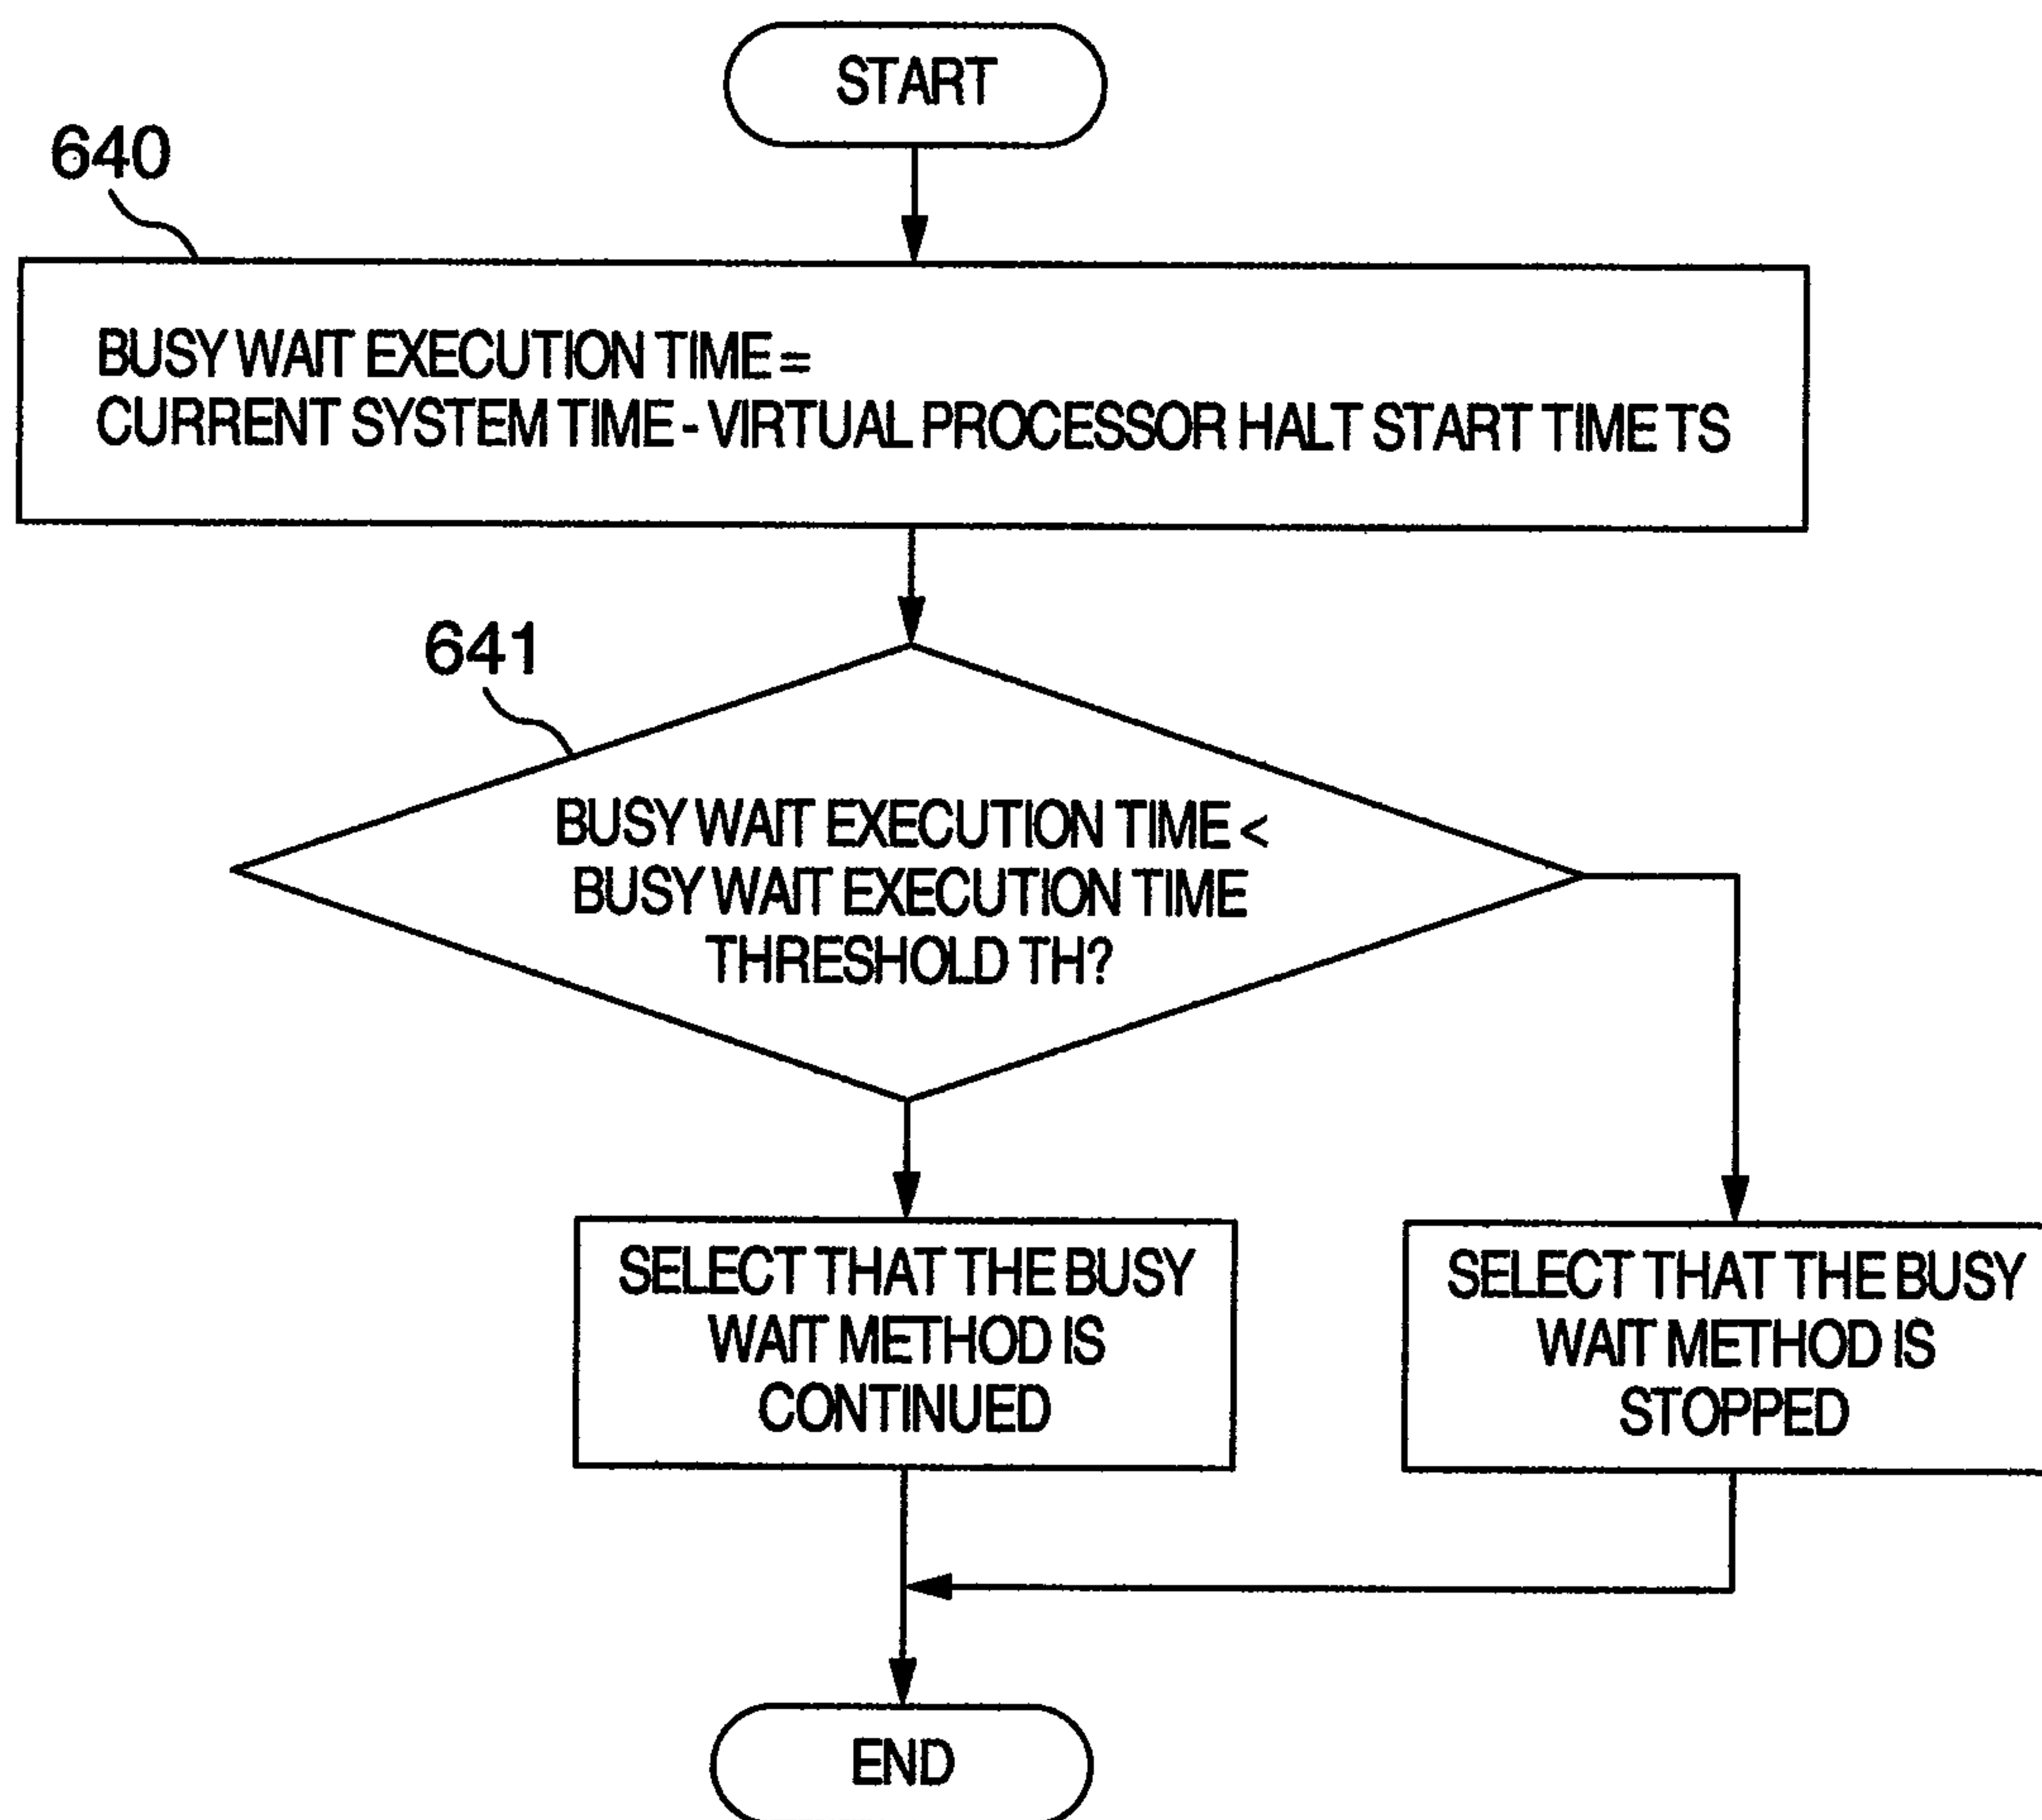 START
640
BUSY WAIT EXECUTION TIME =
CURRENT SYSTEM TIME - VIRTUAL PROCESSOR HALT START TIME TS
641
BUSY WAIT EXECUTION TIME <
BUSY WAIT EXECUTION TIME
THRESHOLD TH?
SELECT THAT THE BUSY
WAIT METHOD IS
CONTINUED
SELECT THAT THE BUSY
WAIT METHOD IS
STOPPED
END